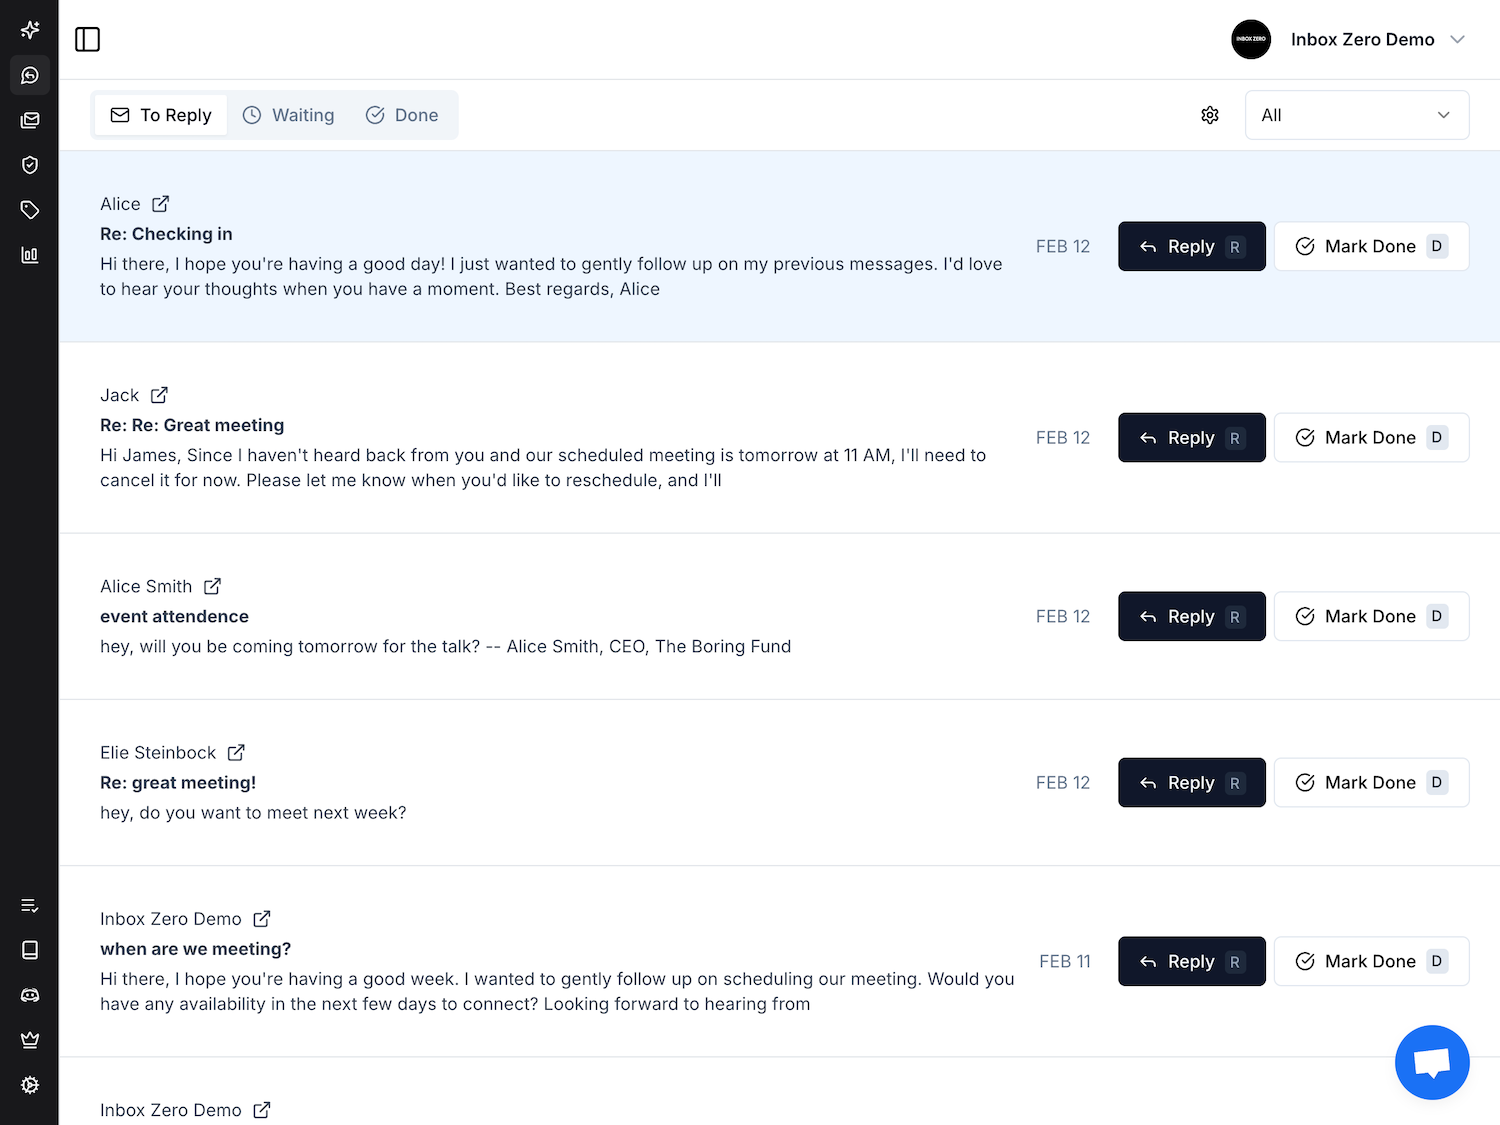 INBOX ZERO
Inbox Zero Demo
To Reply
Waiting
Done
All
Alice
Re: Checking in
Hi there, I hope you're having a good day! I just wanted to gently follow up on my previous messages. I'd love
to hear your thoughts when you have a moment. Best regards, Alice
FEB 12
Reply R
Mark Done D
Jack
Re: Re: Great meeting
Hi James, Since I haven't heard back from you and our scheduled meeting is tomorrow at 11 AM, I'll need to
cancel it for now. Please let me know when you'd like to reschedule, and I'll
FEB 12
Reply R
Mark Done D
Alice Smith
event attendence
hey, will you be coming tomorrow for the talk? -- Alice Smith, CEO, The Boring Fund
FEB 12
Reply R
Mark Done D
Elie Steinbock
Re: great meeting!
hey, do you want to meet next week?
FEB 12
Reply R
Mark Done D
Inbox Zero Demo
when are we meeting?
Hi there, I hope you're having a good week. I wanted to gently follow up on scheduling our meeting. Would you
have any availability in the next few days to connect? Looking forward to hearing from
FEB 11
Reply R
Mark Done D
Inbox Zero Demo